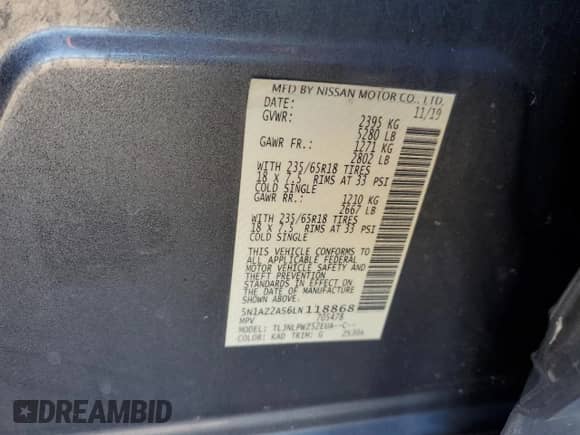 MFD BY NISSAN MOTOR CO., LTD.
DATE: 11/19
GVWR: 2395 KG
5280 LB
GAWR FR.: 1271 KG
2802 LB
WITH 235/65R18 TIRES
18 X 7.5 RIMS AT 33 PSI
COLD SINGLE
GAWR RR.: 1210 KG
2667 LB
WITH 235/65R18 TIRES
18 X 7.5 RIMS AT 33 PSI
COLD SINGLE
THIS VEHICLE CONFORMS TO
ALL APPLICABLE FEDERAL
MOTOR VEHICLE SAFETY AND
THEFT PREVENTION
STANDARDS IN EFFECT ON
THE DATE OF MANUFACTURE
SHOWN ABOVE.
5N1AZ2AS6LN118868
MPV 705478
MODEL: TLJNLPWZ52EUA--C--
COLOR: KAD TRIM: G
DREAMBID